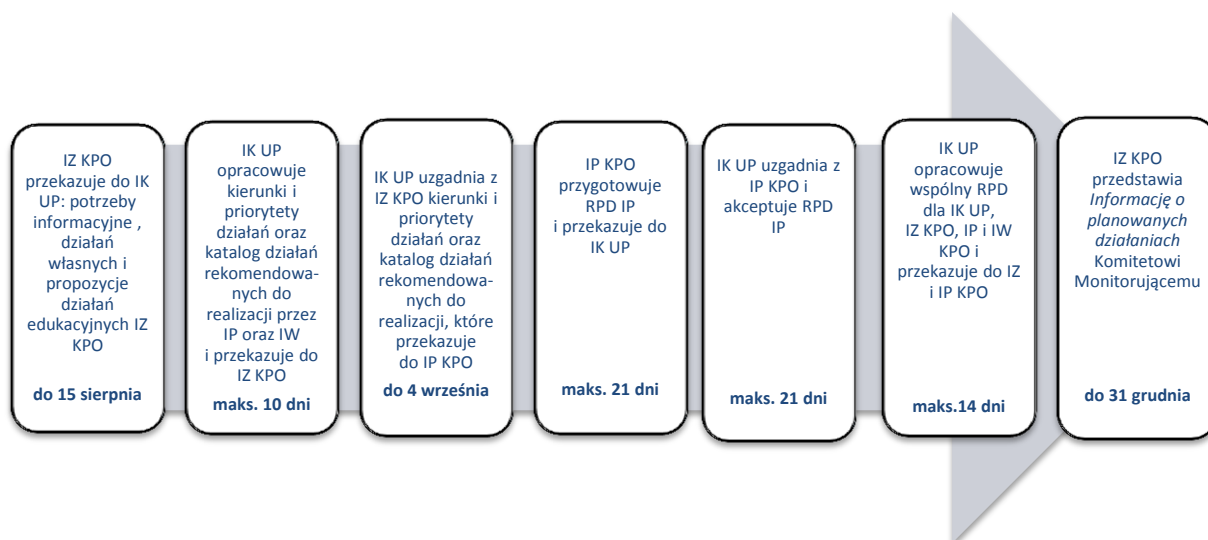 IZ KPO
przekazuje do IK
UP: potrzeby
informacyjne ,
działań
własnych i
propozycje
działań
edukacyjnych IZ
KPO
do 15 sierpnia
IK UP
opracowuje
kierunki i
priorytety
działań oraz
katalog działań
rekomendowa-
nych do
realizacji przez
IP oraz IW
i przekazuje do
IZ KPO
maks. 10 dni
IK UP uzgadnia z
IZ KPO kierunki i
priorytety
działań oraz
katalog działań
rekomendowa-
nych do
realizacji, które
przekazuje
do IP KPO
do 4 września
IP KPO
przygotowuje
RPD IP
i przekazuje do
IK UP
maks. 21 dni
IK UP uzgadnia z
IP KPO i
akceptuje RPD
IP
maks. 21 dni
IK UP
opracowuje
wspólny RPD
dla IK UP,
IZ KPO, IP i IW
KPO i
przekazuje do IZ
i IP KPO
maks.14 dni
IZ KPO
przedstawia
Informację o
planowanych
działaniach
Komitetowi
Monitorującemu
do 31 grudnia